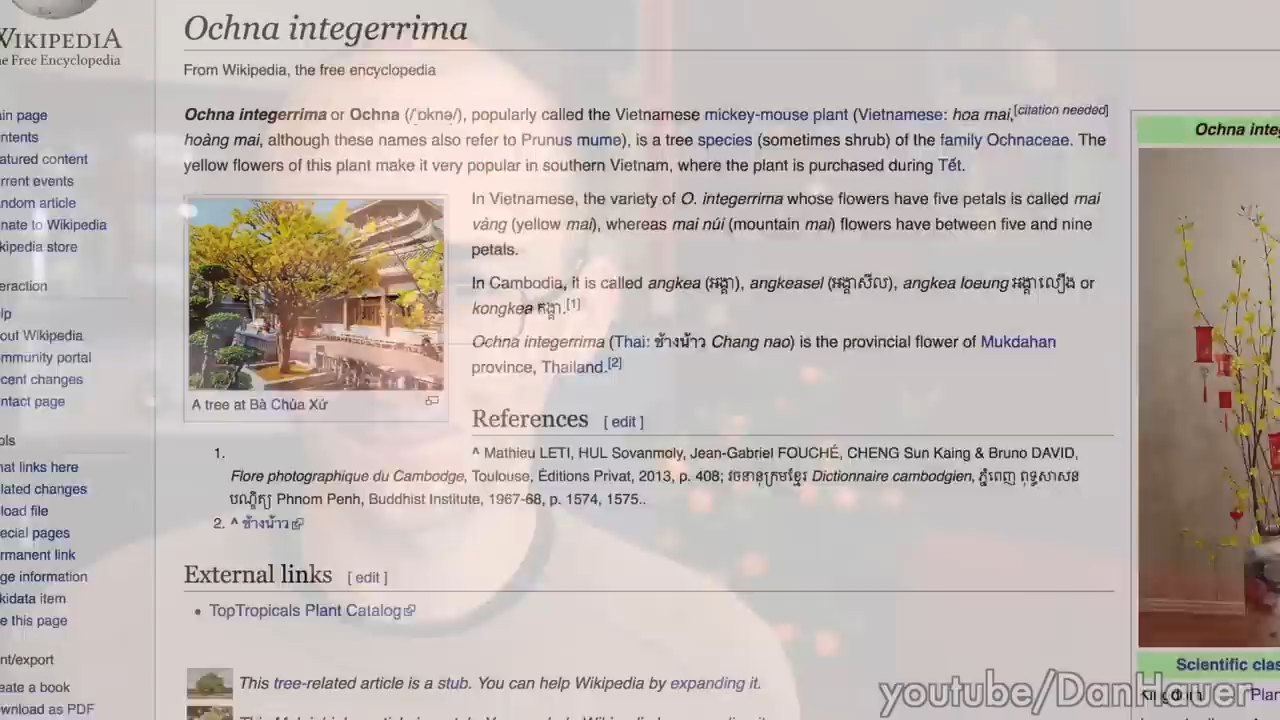 Ochna integerrima
WIKIPEDIA
The Free Encyclopedia
From Wikipedia, the free encyclopedia
Ochna integerrima or Ochna (/ˈɒknə/), popularly called the Vietnamese mickey-mouse plant (Vietnamese: hoa mai,[citation needed]
hoàng mai, although these names also refer to Prunus mume), is a tree species (sometimes shrub) of the family Ochnaceae. The
yellow flowers of this plant make it very popular in southern Vietnam, where the plant is purchased during Tết.
In Vietnamese, the variety of O. integerrima whose flowers have five petals is called mai
vàng (yellow mai), whereas mai núi (mountain mai) flowers have between five and nine
petals.
In Cambodia, it is called angkea (អង្គា), angkeasel (អង្គាសីល), angkea loeung អង្គាលឿង or
kongkea កង្គា.[1]
Ochna integerrima (Thai: ช้างน้าว Chang nao) is the provincial flower of Mukdahan
province, Thailand.[2]
A tree at Bà Chúa Xứ
References [ edit ]
1. ^ Mathieu LETI, HUL Sovanmoly, Jean-Gabriel FOUCHÉ, CHENG Sun Kaing & Bruno DAVID,
Flore photographique du Cambodge, Toulouse, Éditions Privat, 2013, p. 408; វចនានុក្រមខ្មែរ Dictionnaire cambodgien, ភ្នំពេញ ពុទ្ធសាសន
បណ្ឌិត្យ Phnom Penh, Buddhist Institute, 1967-68, p. 1574, 1575..
2. ^ ช้างน้าว
External links [ edit ]
• TopTropicals Plant Catalog
This tree-related article is a stub. You can help Wikipedia by expanding it.
ain page
ntents
atured content
rrent events
ndom article
nate to Wikipedia
kipedia store
eraction
lp
out Wikipedia
mmunity portal
cent changes
ntact page
ols
hat links here
lated changes
load file
ecial pages
rmanent link
ge information
kidata item
e this page
nt/export
eate a book
wnload as PDF
Ochna inte
Scientific clas
Kingdom
Plan
youtube/DanHauer